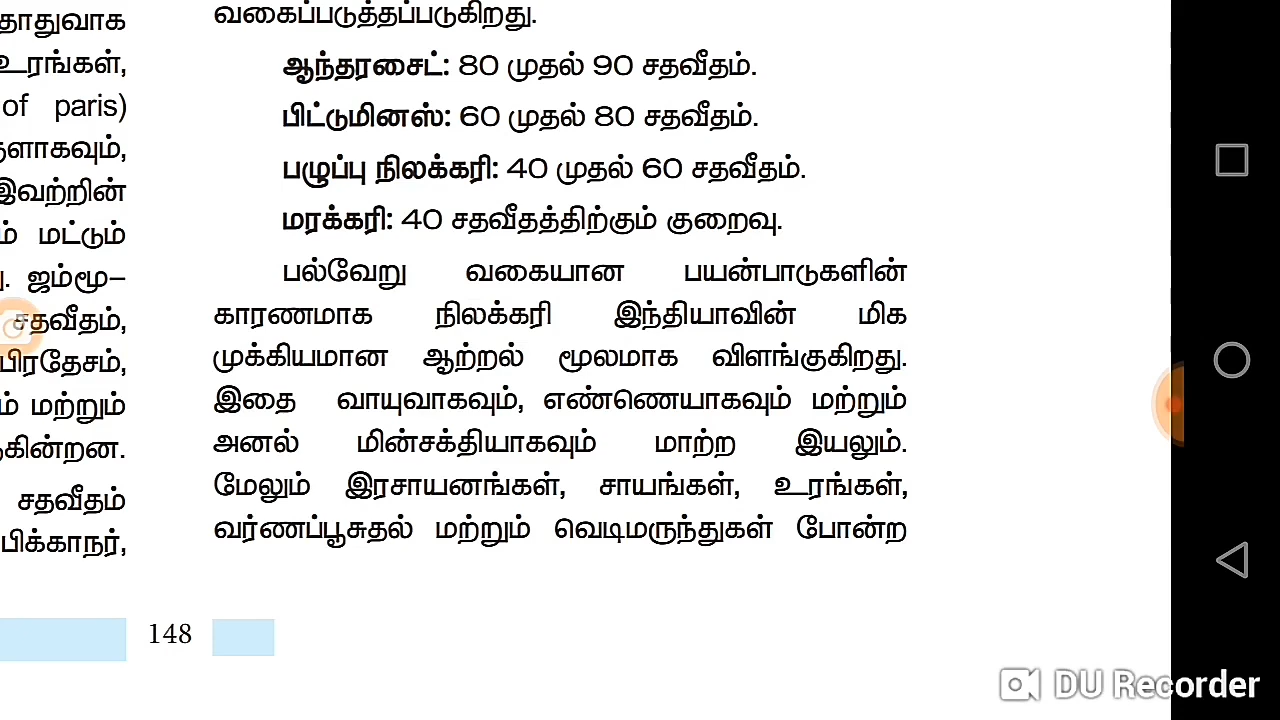 தாதுவாக
உரங்கள்,
of paris)
ளாகவும்,
இவற்றின்
ம் மட்டும்
ஜம்மூ–
சதவீதம்,
பிரதேசம்,
ம் மற்றும்
கின்றன.
சதவீதம்
பிக்காநர்,
வகைப்படுத்தப்படுகிறது.
ஆந்தரசைட்: 80 முதல் 90 சதவீதம்.
பிட்டுமினஸ்: 60 முதல் 80 சதவீதம்.
பழுப்பு நிலக்கரி: 40 முதல் 60 சதவீதம்.
மரக்கரி: 40 சதவீதத்திற்கும் குறைவு.
பல்வேறு வகையான பயன்பாடுகளின்
காரணமாக நிலக்கரி இந்தியாவின் மிக
முக்கியமான ஆற்றல் மூலமாக விளங்குகிறது.
இதை வாயுவாகவும், எண்ணெயாகவும் மற்றும்
அனல் மின்சக்தியாகவும் மாற்ற இயலும்.
மேலும் இரசாயனங்கள், சாயங்கள், உரங்கள்,
வர்ணப்பூசுதல் மற்றும் வெடிமருந்துகள் போன்ற
148
DU Recorder